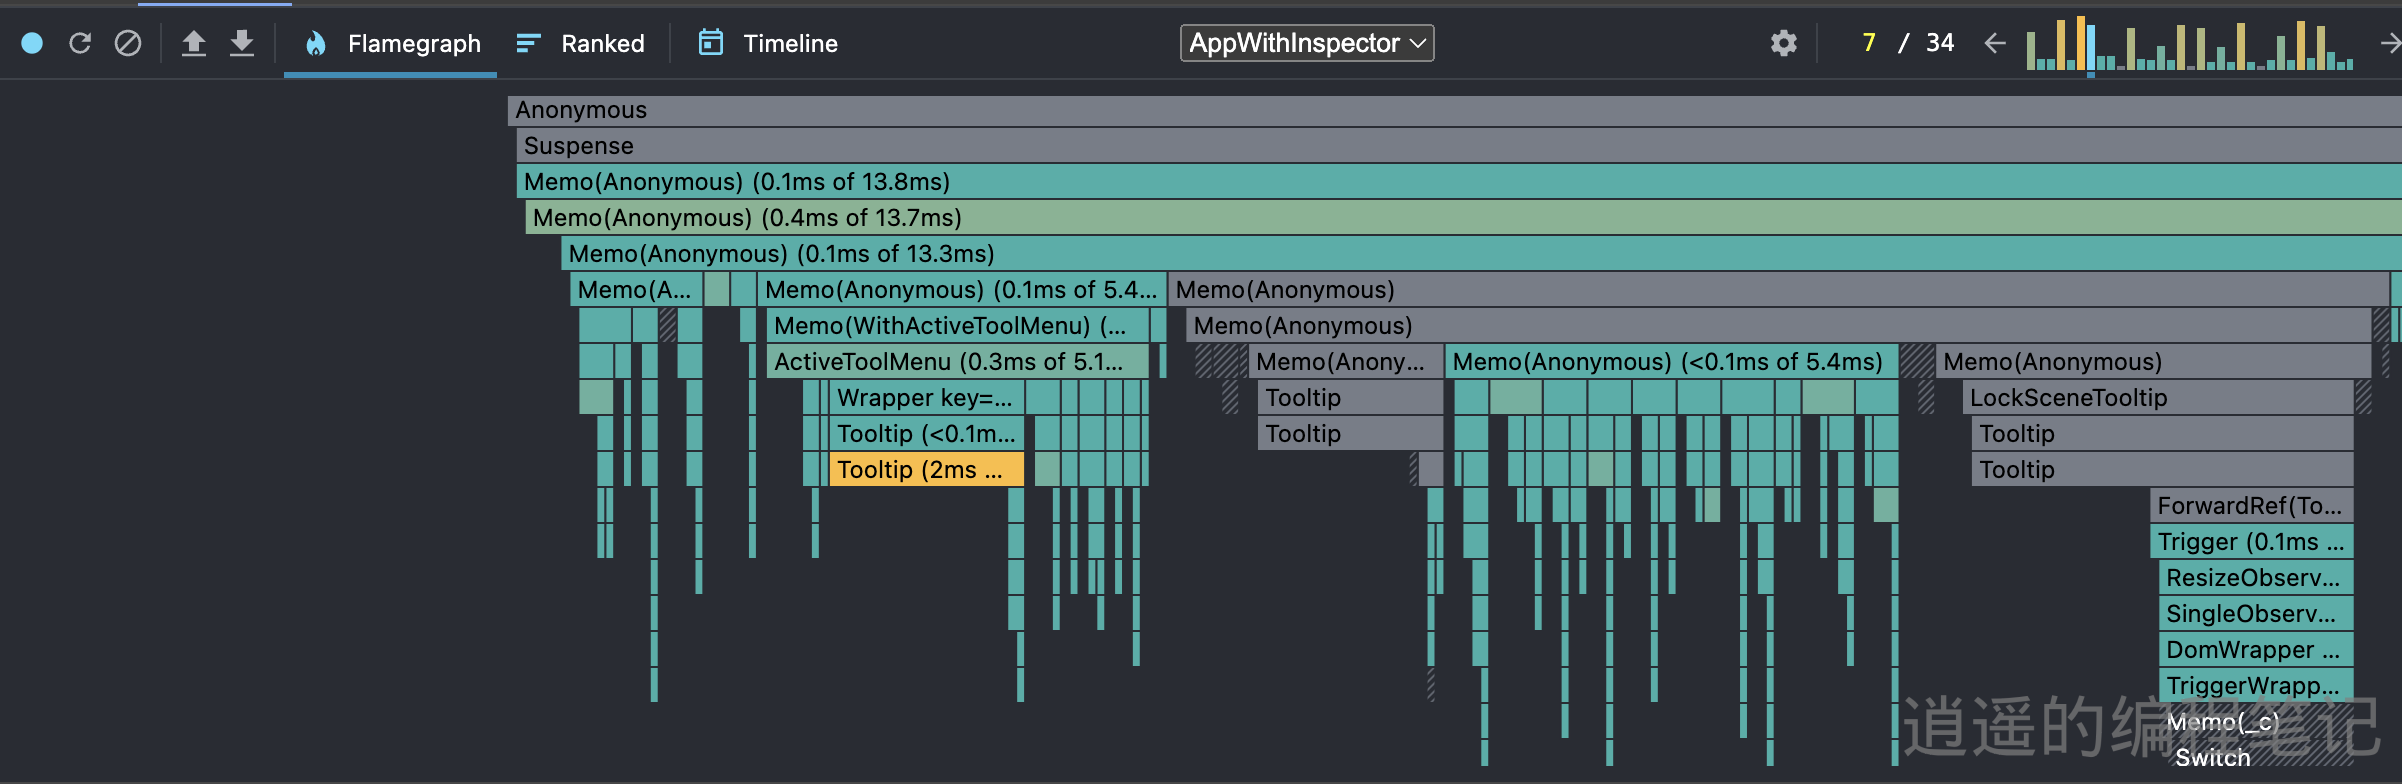 Flamegraph Ranked Timeline AppWithInspector 7 / 34
Anonymous
Suspense
Memo(Anonymous) (0.1ms of 13.8ms)
Memo(Anonymous) (0.4ms of 13.7ms)
Memo(Anonymous) (0.1ms of 13.3ms)
Memo(A... Memo(Anonymous) (0.1ms of 5.4... Memo(Anonymous)
Memo(WithActiveToolMenu) (... Memo(Anonymous)
ActiveToolMenu (0.3ms of 5.1... Memo(Anony... Memo(Anonymous) (<0.1ms of 5.4ms) Memo(Anonymous)
Wrapper key=... Tooltip LockSceneTooltip
Tooltip (<0.1m... Tooltip Tooltip
Tooltip (2ms ... Tooltip
ForwardRef(To...
Trigger (0.1ms ...
ResizeObserv...
SingleObserv...
DomWrapper ...
TriggerWrapp...
Memo(_c)
Switch
逍遥的编程笔记